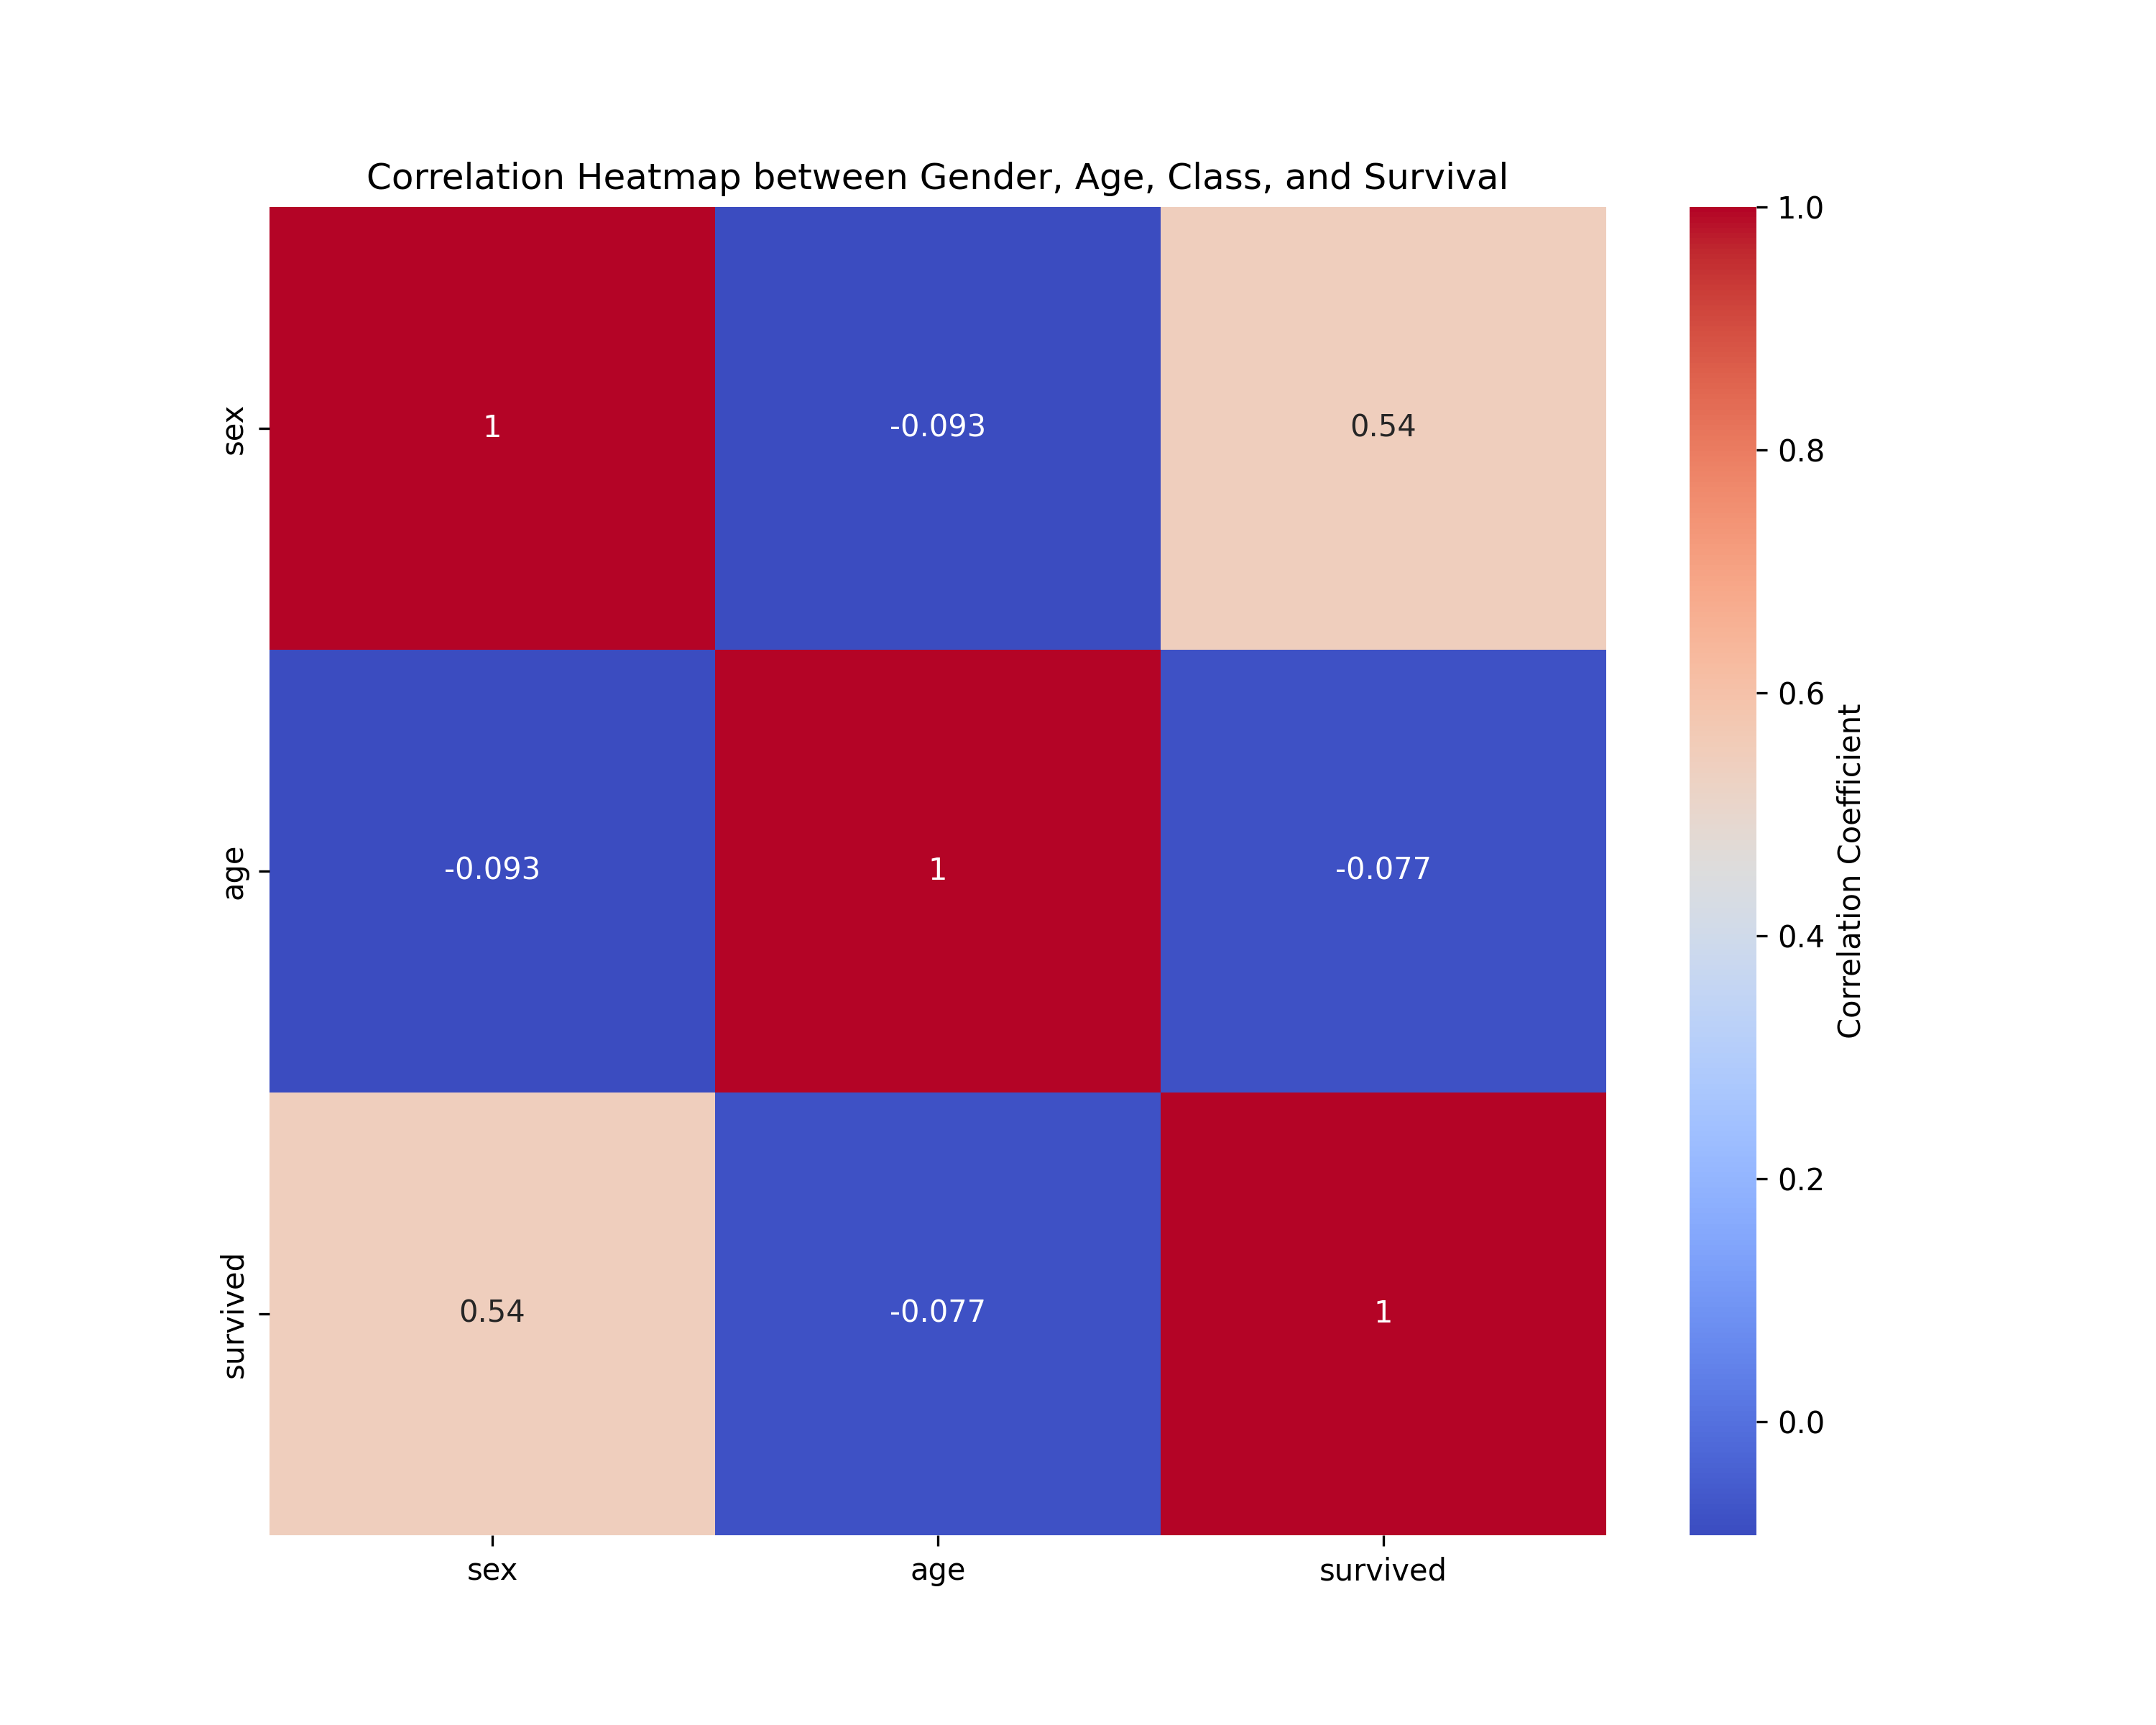 Correlation Heatmap between Gender, Age, Class, and Survival
sex
1
-0.093
0.54
age
-0.093
1
-0.077
survived
0.54
-0.077
1
sex
age
survived
1.0
0.8
0.6
0.4
0.2
0.0
Correlation Coefficient